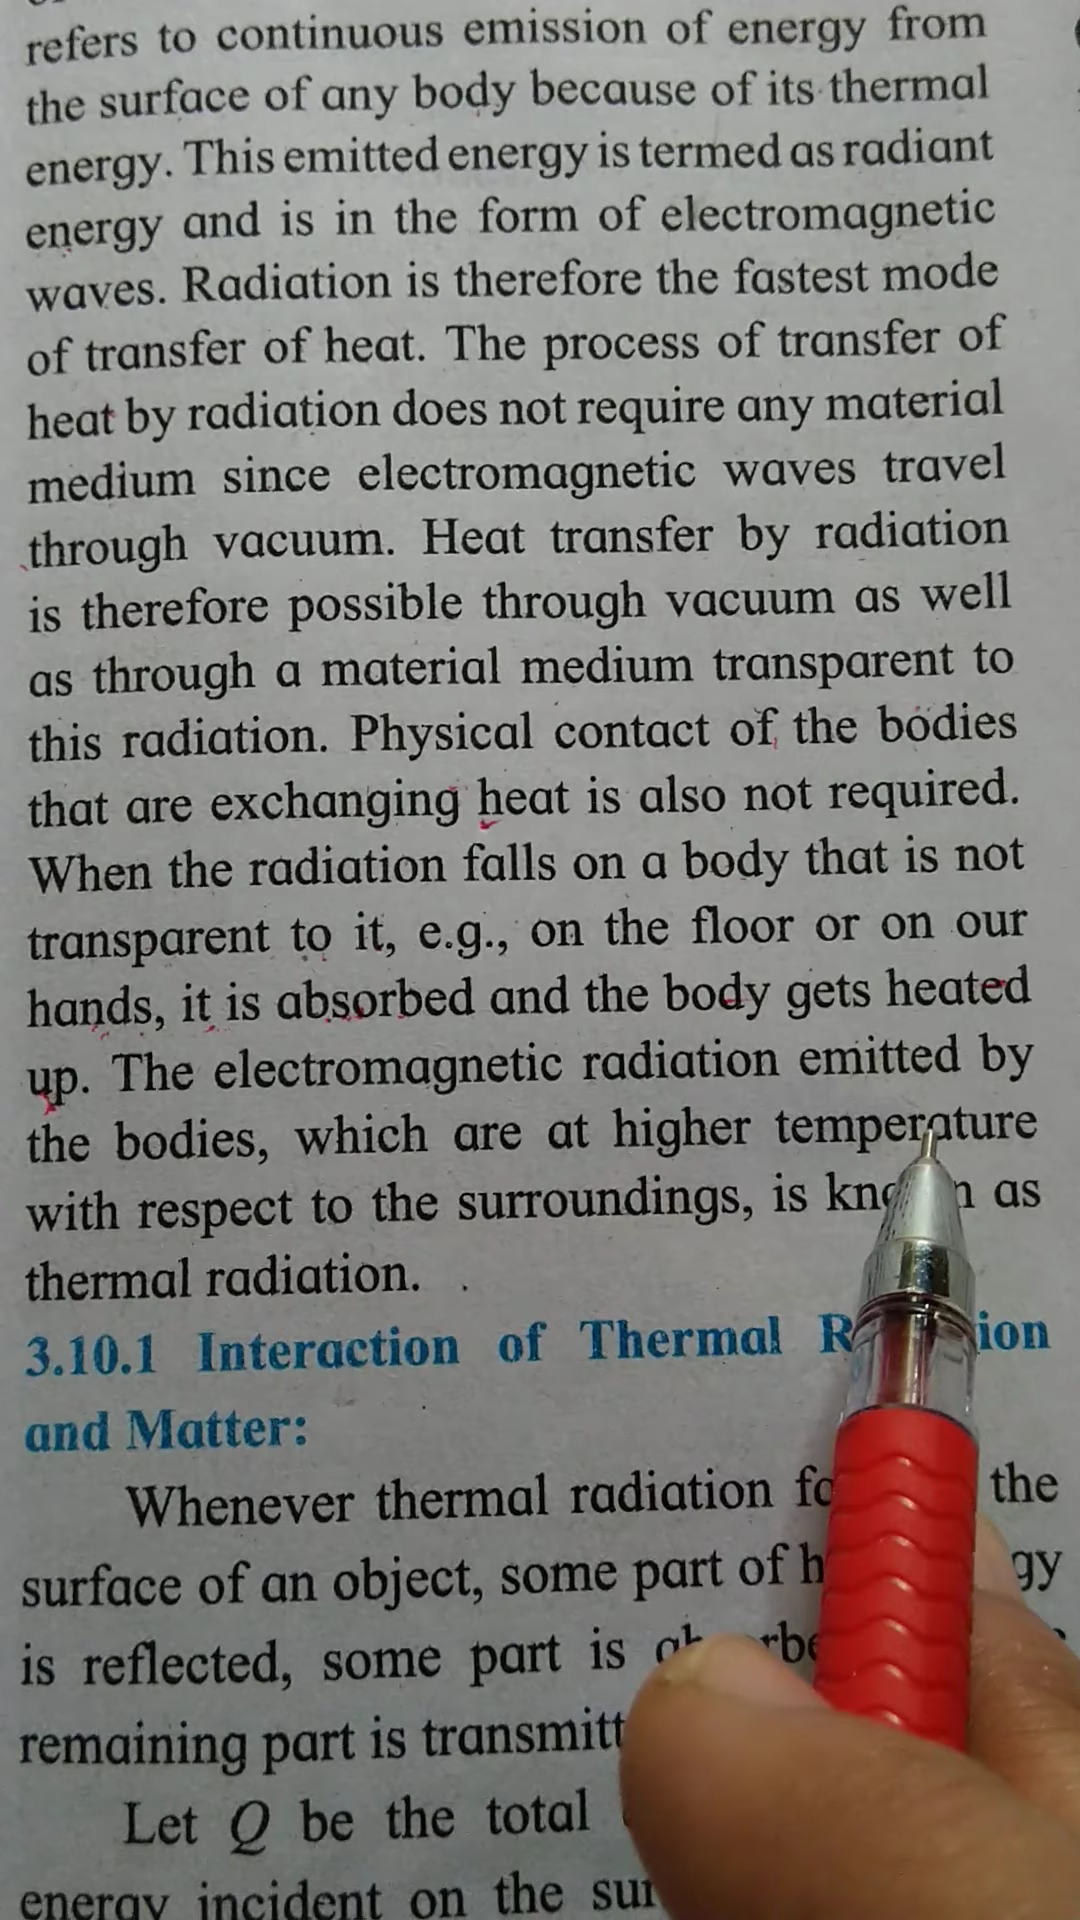 refers to continuous emission of energy from
the surface of any body because of its thermal
energy. This emitted energy is termed as radiant
energy and is in the form of electromagnetic
waves. Radiation is therefore the fastest mode
of transfer of heat. The process of transfer of
heat by radiation does not require any material
medium since electromagnetic waves travel
through vacuum. Heat transfer by radiation
is therefore possible through vacuum as well
as through a material medium transparent to
this radiation. Physical contact of the bodies
that are exchanging heat is also not required.
When the radiation falls on a body that is not
transparent to it, e.g., on the floor or on our
hands, it is absorbed and the body gets heated
up. The electromagnetic radiation emitted by
the bodies, which are at higher temperature
with respect to the surroundings, is as
thermal radiation.
3.10.1 Interaction of Thermal
and Matter:
Whenever thermal radiation the
surface of an object, some part of
is reflected, some part is
remaining part is
Let Q be the total
energy incident on the